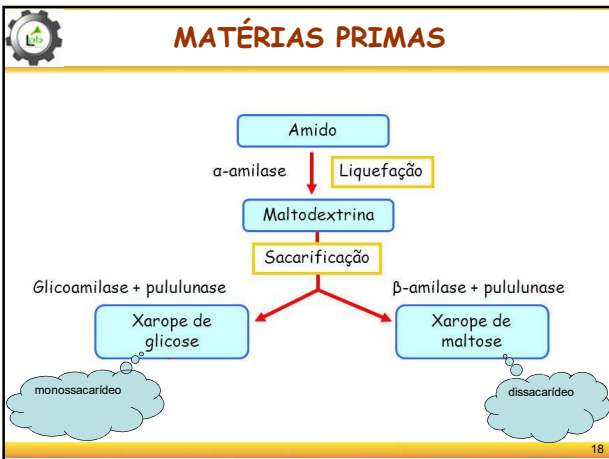 MATÉRIAS PRIMAS
Amido
α-amilase
Liquefação
Maltodextrina
Sacarificação
Glicoamilase + pululunase
β-amilase + pululunase
Xarope de
glicose
Xarope de
maltose
monossacarídeo
dissacarídeo
18